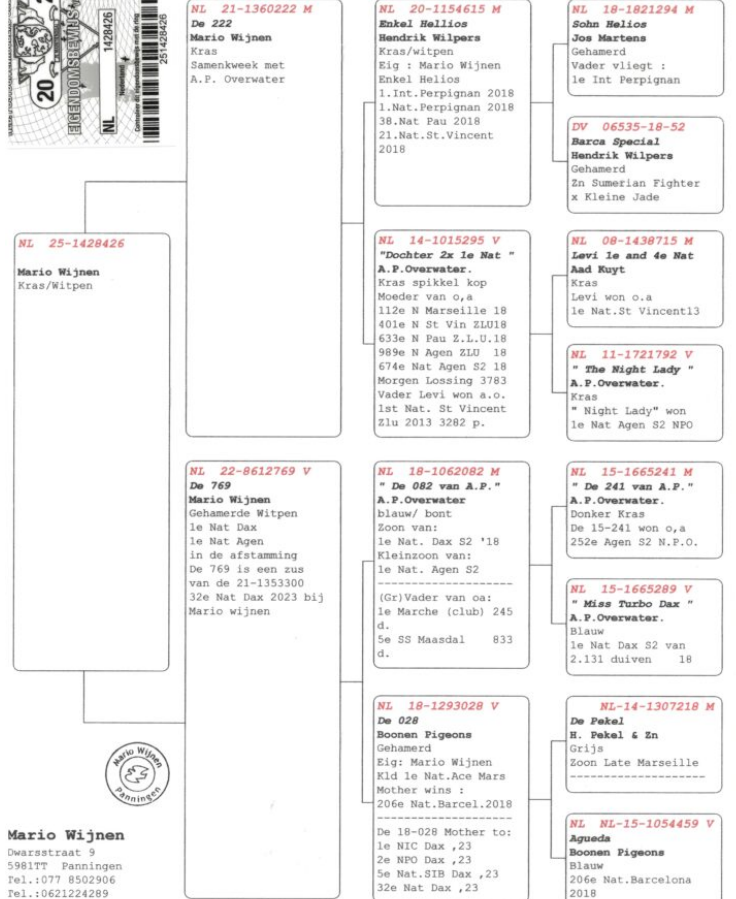 20
EIGENDOMSBEWIJS
NL
1428426
Nederland
Controleer dit Eigendomsbewijs met de ring
251428426
NL 25-1428426
Mario Wijnen
Kras/Witpen
NL 21-1360222 M
De 222
Mario Wijnen
Kras
Samenkweek met
A.P. Overwater
NL 22-8612769 V
De 769
Mario Wijnen
Gehamerde Witpen
1e Nat Dax
1e Nat Agen
in de afstamming
De 769 is een zus
van de 21-1353300
32e Nat Dax 2023 bij
Mario wijnen
NL 20-1154615 M
Enkel Hellios
Hendrik Wilpers
Kras/witpen
Eig : Mario Wijnen
Enkel Helios
1.Int.Perpignan 2018
1.Nat.Perpignan 2018
38.Nat Pau 2018
21.Nat.St.Vincent
2018
NL 14-1015295 V
"Dochter 2x 1e Nat "
A.P.Overwater.
Kras spikkel kop
Moeder van o,a
112e N Marseille 18
401e N St Vin ZLU18
633e N Pau Z.L.U.18
989e N Agen ZLU 18
674e Nat Agen S2 18
Morgen Lossing 3783
Vader Levi won a.o.
1st Nat. St Vincent
Zlu 2013 3282 p.
NL 18-1062082 M
" De 082 van A.P."
A.P.Overwater
blauw/ bont
Zoon van:
1e Nat. Dax S2 '18
Kleinzoon van:
1e Nat. Agen S2
--------------------
(Gr)Vader van oa:
1e Marche (club) 245
d.
5e SS Maasdal 833
d.
NL 18-1293028 V
De 028
Boonen Pigeons
Gehamerd
Eig: Mario Wijnen
Kld 1e Nat.Ace Mars
Mother wins :
206e Nat.Barcel.2018
--------------------
De 18-028 Mother to:
1e NIC Dax ,23
2e NPO Dax ,23
5e Nat.SIB Dax ,23
32e Nat Dax ,23
NL 18-1821294 M
Sohn Helios
Jos Martens
Gehamerd
Vader vliegt :
1e Int Perpignan
DV 06535-18-52
Barca Special
Hendrik Wilpers
Gehamerd
Zn Sumerian Fighter
x Kleine Jade
NL 08-1438715 M
Levi 1e and 4e Nat
Aad Kuyt
Kras
Levi won o.a
1e Nat.St Vincent13
NL 11-1721792 V
" The Night Lady "
A.P.Overwater.
Kras
" Night Lady" won
1e Nat Agen S2 NPO
NL 15-1665241 M
" De 241 van A.P."
A.P.Overwater.
Donker Kras
De 15-241 won o,a
252e Agen S2 N.P.O.
NL 15-1665289 V
" Miss Turbo Dax "
A.P.Overwater.
Blauw
1e Nat Dax S2 van
2.131 duiven 18
NL-14-1307218 M
De Pekel
H. Pekel & Zn
Grijs
Zoon Late Marseille
--------------------
NL NL-15-1054459 V
Agueda
Boonen Pigeons
Blauw
206e Nat.Barcelona
2018
Mario Wijnen
Panningen
Mario Wijnen
Dwarsstraat 9
5981TT Panningen
Tel.:077 8502906
Tel.:0621224289